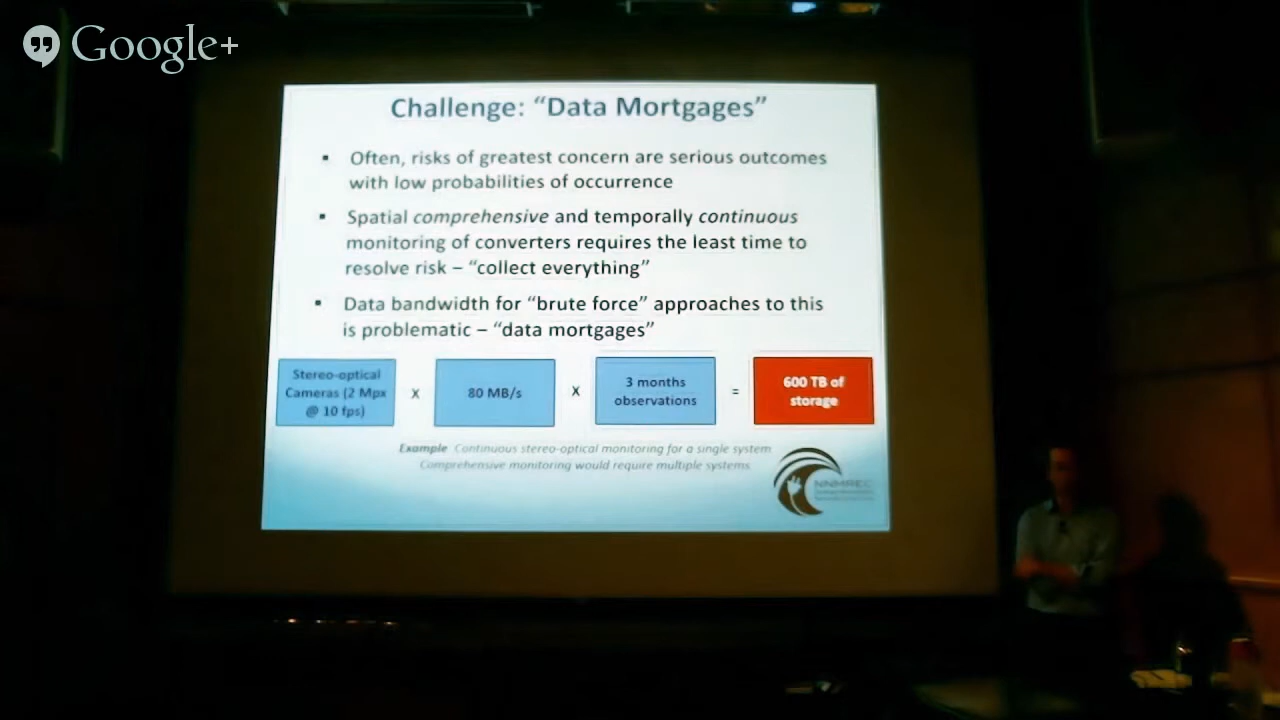 Google+
Challenge: “Data Mortgages”
▪ Often, risks of greatest concern are serious outcomes
with low probabilities of occurrence
▪ Spatial comprehensive and temporally continuous
monitoring of converters requires the least time to
resolve risk – “collect everything”
▪ Data bandwidth for “brute force” approaches to this
is problematic – “data mortgages”
Stereo-optical
Cameras (2 Mpx
@ 10 fps)
x
80 MB/s
x
3 months
observations
=
600 TB of
storage
Example Continuous stereo-optical monitoring for a single system
Comprehensive monitoring would require multiple systems
NNMREC